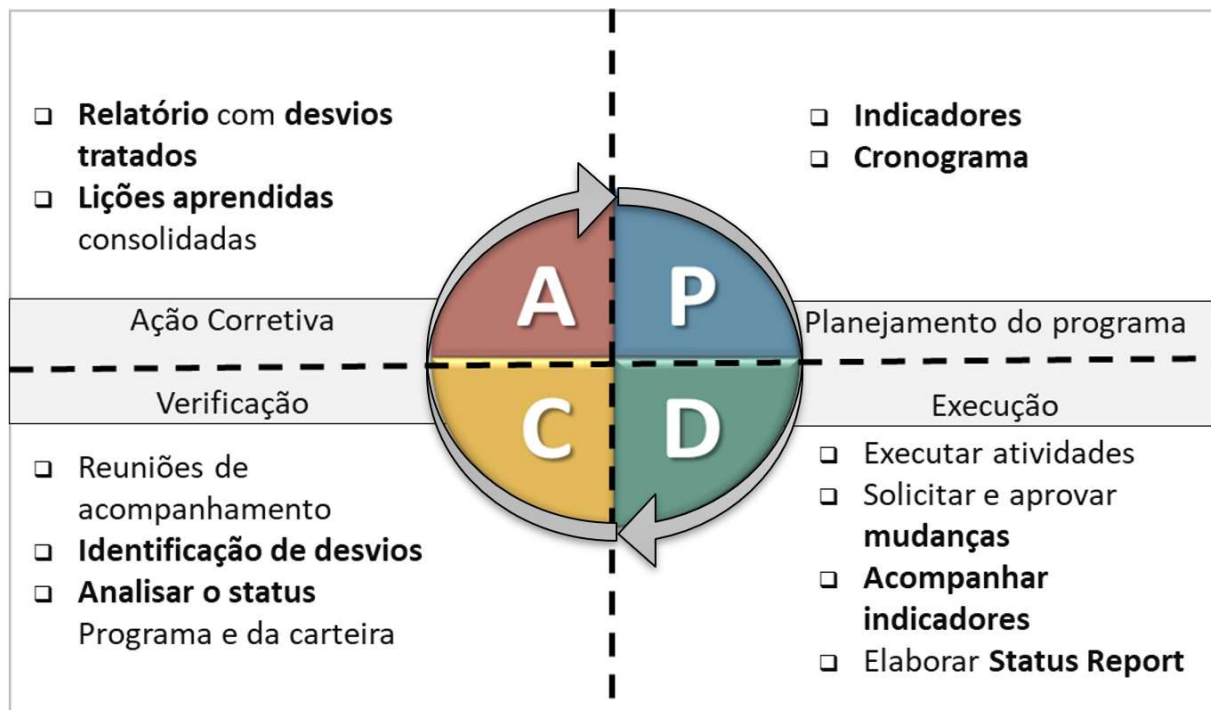 Relatório com desvios
tratados
Lições aprendidas
consolidadas
Ação Corretiva
Indicadores
Cronograma
Planejamento do programa
A
P
C
D
Verificação
Reuniões de
acompanhamento
Identificação de desvios
Analisar o status
Programa e da carteira
Execução
Executar atividades
Solicitar e aprovar
mudanças
Acompanhar
indicadores
Elaborar Status Report